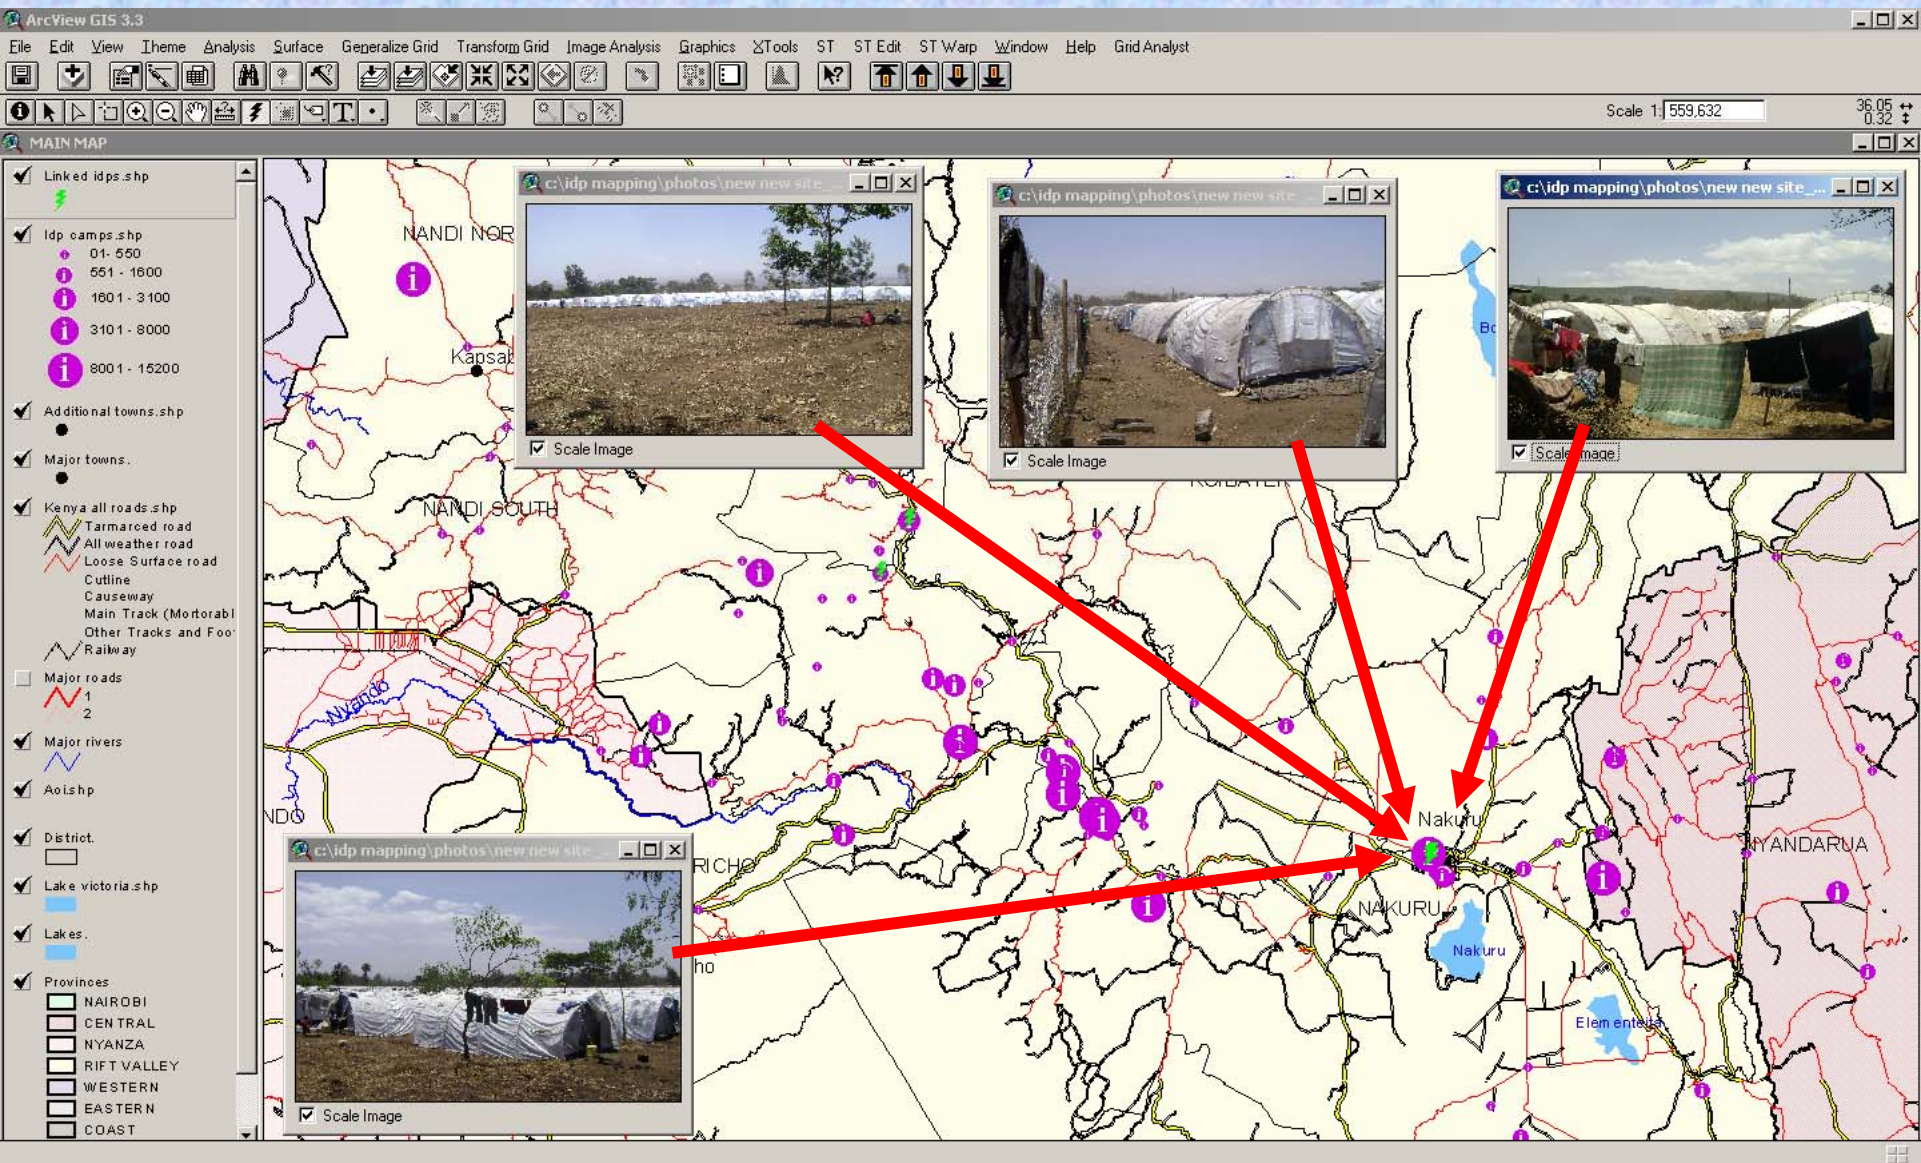 ArcView GIS 3.3
File Edit View Theme Analysis Surface Generalize Grid Transform Grid Image Analysis Graphics XTools ST ST Edit ST Warp Window Help Grid Analyst
Scale 1: 559,632
36.05
0.32
MAIN MAP
Linked idps.shp
Idp camps.shp
01- 550
551 - 1600
1601 - 3100
3101 - 8000
8001 - 15200
Additional towns.shp
Major towns.
Kenya all roads.shp
Tarmarced road
All weather road
Loose Surface road
Cutline
Causeway
Main Track (Mortorabl
Other Tracks and Foo
Railway
Major roads
1
2
Major rivers
Aoi.shp
District.
Lake victoria.shp
Lakes.
Provinces
NAIROBI
CENTRAL
NYANZA
RIFT VALLEY
WESTERN
EASTERN
COAST
c:\idp mapping\photos\new new site_...
Scale Image
c:\idp mapping\photos\new new site_...
Scale Image
c:\idp mapping\photos\new new site_...
Scale Image
NANDI NOR
Kapsab
Bo
NANDI SOUTH
Nyando
NDO
Nakuru
NYANDARUA
RICHO
NAKURU
Nakuru
ho
Elementeita
c:\idp mapping\photos\new new site_...
Scale Image